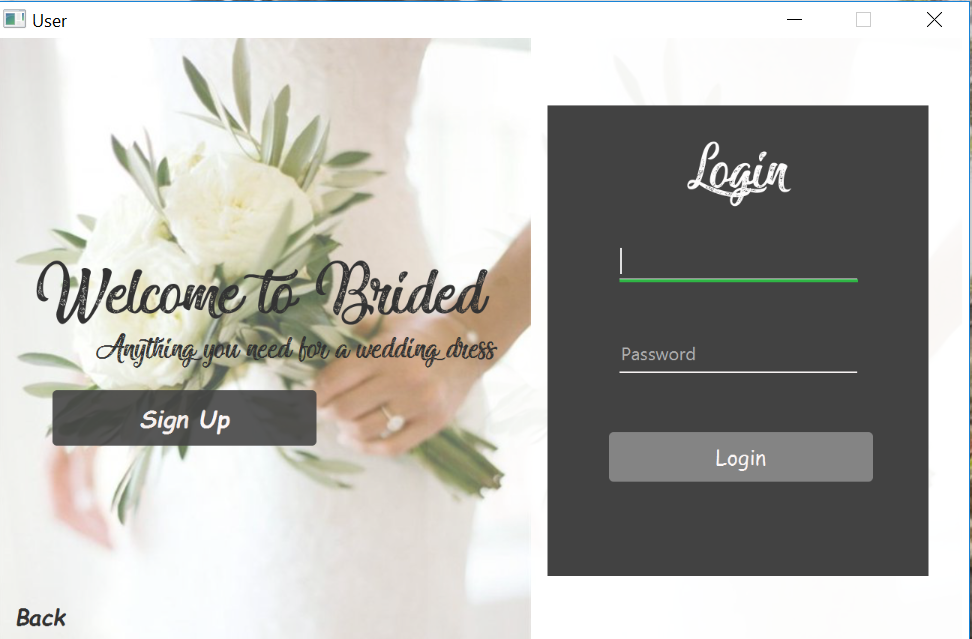 User
Welcome to Brided
Anything you need for a wedding dress
Sign Up
Back
Login
Password
Login